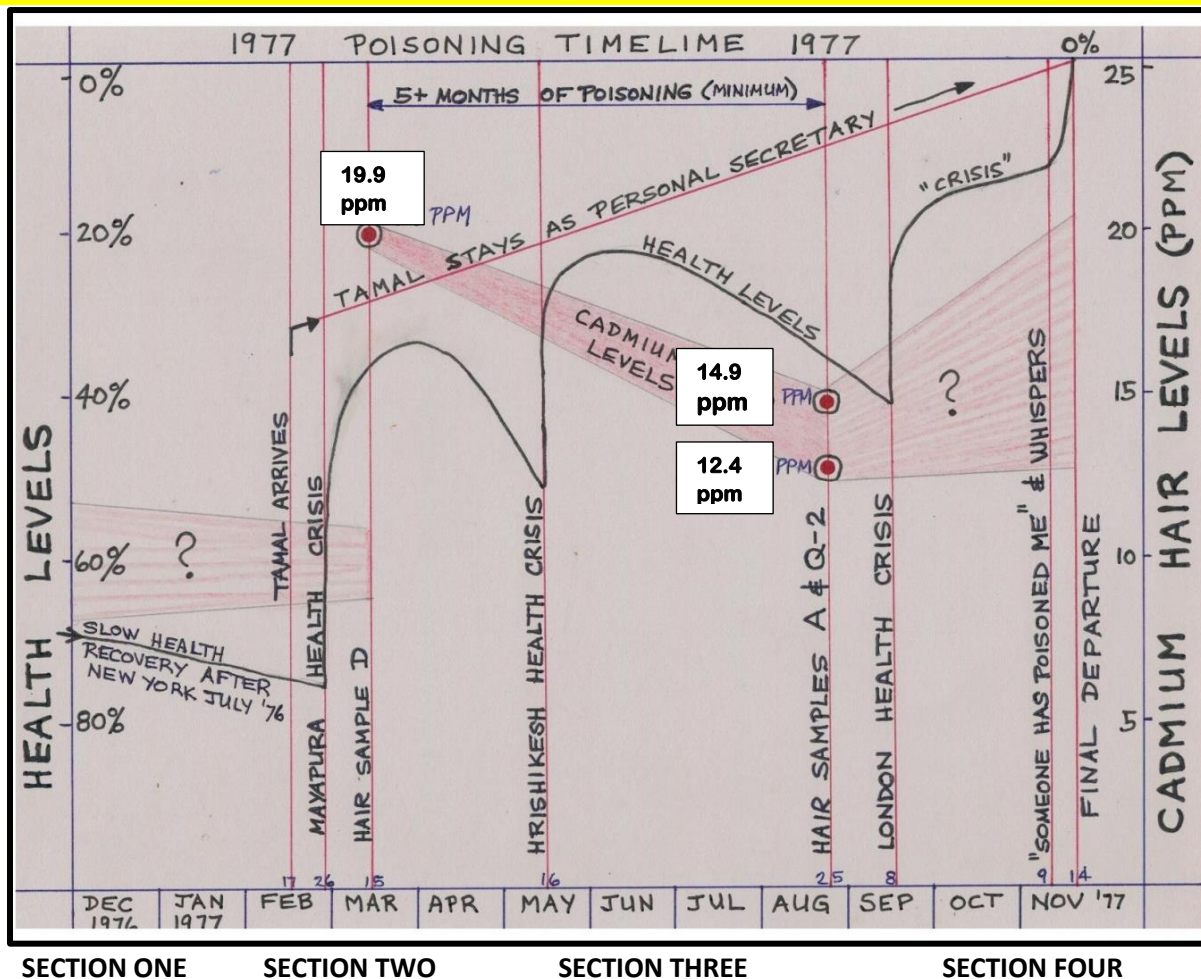 1977 POISONING TIMELIME 1977
0%
0%
20%
40%
60%
80%
HEALTH LEVELS
25
20
15
10
5
CADMIUM HAIR LEVELS (PPM)
5+ MONTHS OF POISONING (MINIMUM)
19.9
ppm
PPM
TAMAL STAYS AS PERSONAL SECRETARY
"CRISIS"
HEALTH LEVELS
CADMIUM
LEVELS
14.9
ppm
PPM
12.4
ppm
PPM
?
?
SLOW HEALTH
RECOVERY AFTER
NEW YORK JULY '76
TAMAL ARRIVES
MAYAPURA HEALTH CRISIS
HAIR SAMPLE D
HRISHIKESH HEALTH CRISIS
HAIR SAMPLES A & Q-2
LONDON HEALTH CRISIS
"SOMEONE HAS POISONED ME" & WHISPERS
FINAL DEPARTURE
17 26 15 16 25 8 9 14
DEC JAN FEB MAR APR MAY JUN JUL AUG SEP OCT NOV '77
1976 1977
SECTION ONE SECTION TWO SECTION THREE SECTION FOUR